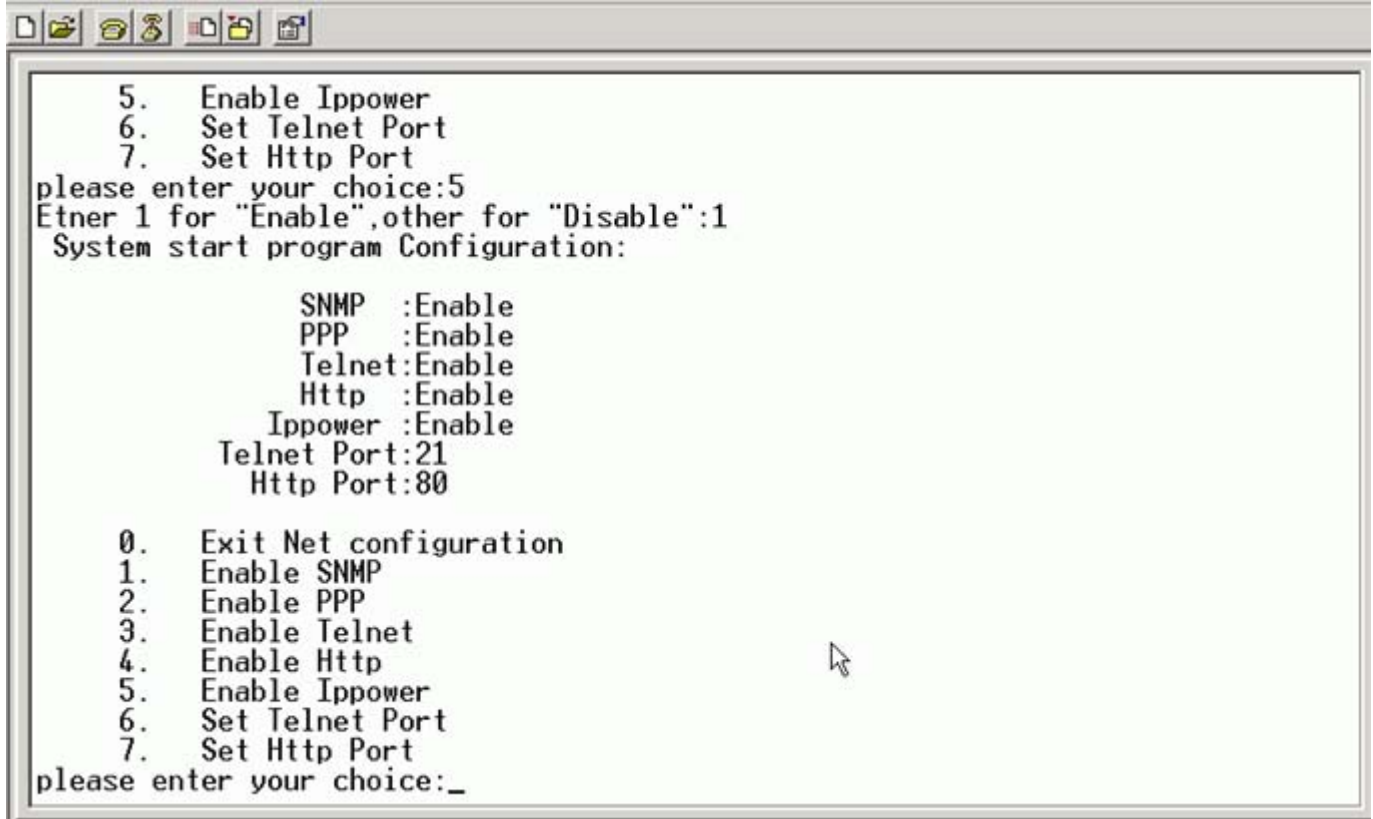 5. Enable Ippower
6. Set Telnet Port
7. Set Http Port
please enter your choice:5
Etner 1 for "Enable",other for "Disable":1
System start program Configuration:
SNMP :Enable
PPP :Enable
Telnet:Enable
Http :Enable
Ippower :Enable
Telnet Port:21
Http Port:80
0. Exit Net configuration
1. Enable SNMP
2. Enable PPP
3. Enable Telnet
4. Enable Http
5. Enable Ippower
6. Set Telnet Port
7. Set Http Port
please enter your choice:_